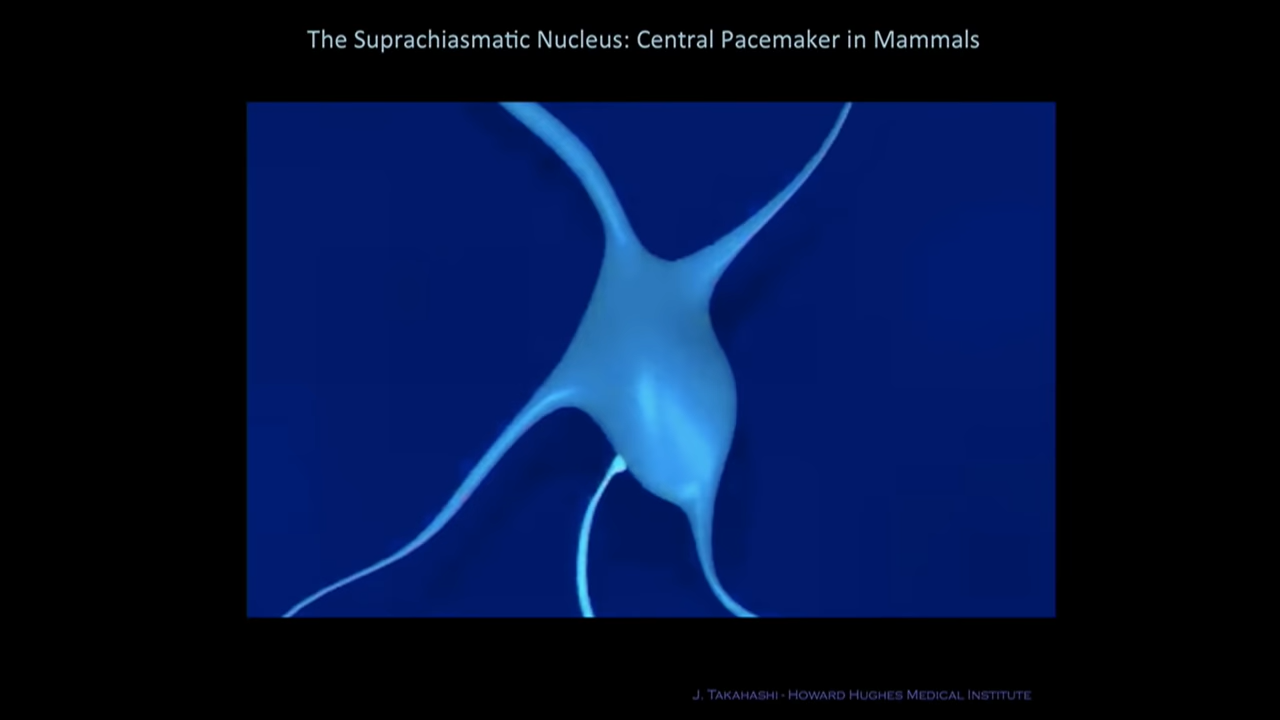 The Suprachiasmatic Nucleus: Central Pacemaker in Mammals
J. Takahashi - Howard Hughes Medical Institute